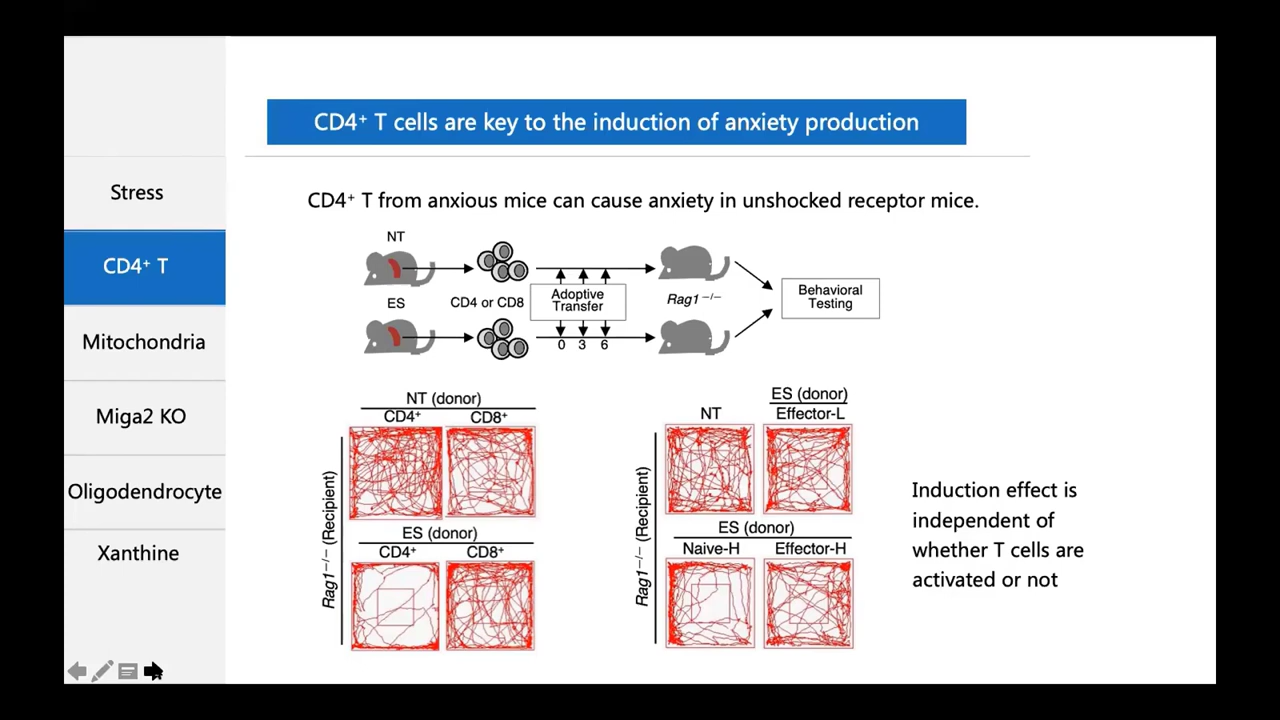 CD4⁺ T cells are key to the induction of anxiety production
Stress
CD4⁺ T
Mitochondria
Miga2 KO
Oligodendrocyte
Xanthine
CD4⁺ T from anxious mice can cause anxiety in unshocked receptor mice.
NT
ES
CD4 or CD8
Adoptive
Transfer
0 3 6
Rag1⁻/⁻
Behavioral
Testing
NT (donor)
CD4⁺ CD8⁺
ES (donor)
CD4⁺ CD8⁺
Rag1⁻/⁻ (Recipient)
ES (donor)
NT Effector-L
ES (donor)
Naive-H Effector-H
Rag1⁻/⁻ (Recipient)
Induction effect is
independent of
whether T cells are
activated or not